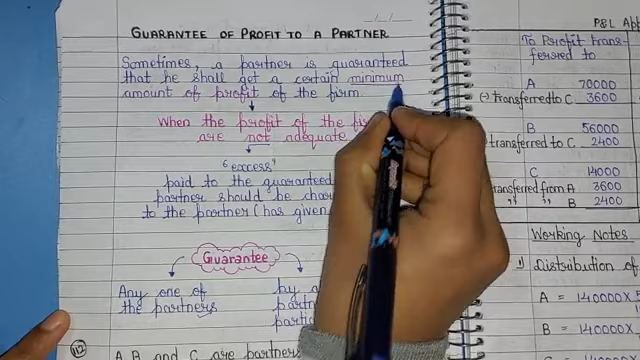 GUARANTEE OF PROFIT TO A PARTNER
Sometimes, a partner is guaranteed
that he shall get a certain minimum
amount of profit of the firm
When the profit of the
are not adequate
"excess"
paid to the guaranteed
partner should be
to the partner (has given
Guarantee
Any one of
the partners
by
112
A, B and C are partners
P&L App
To Profit trans-
ferred to
A 70000
(-) transferred to C 3600
B 56000
transferred to C 2400
C 14000
transferred from A 3600
" " B 2400
Working Notes
1) Distribution of
A = 140000 ×
B = 140000 ×